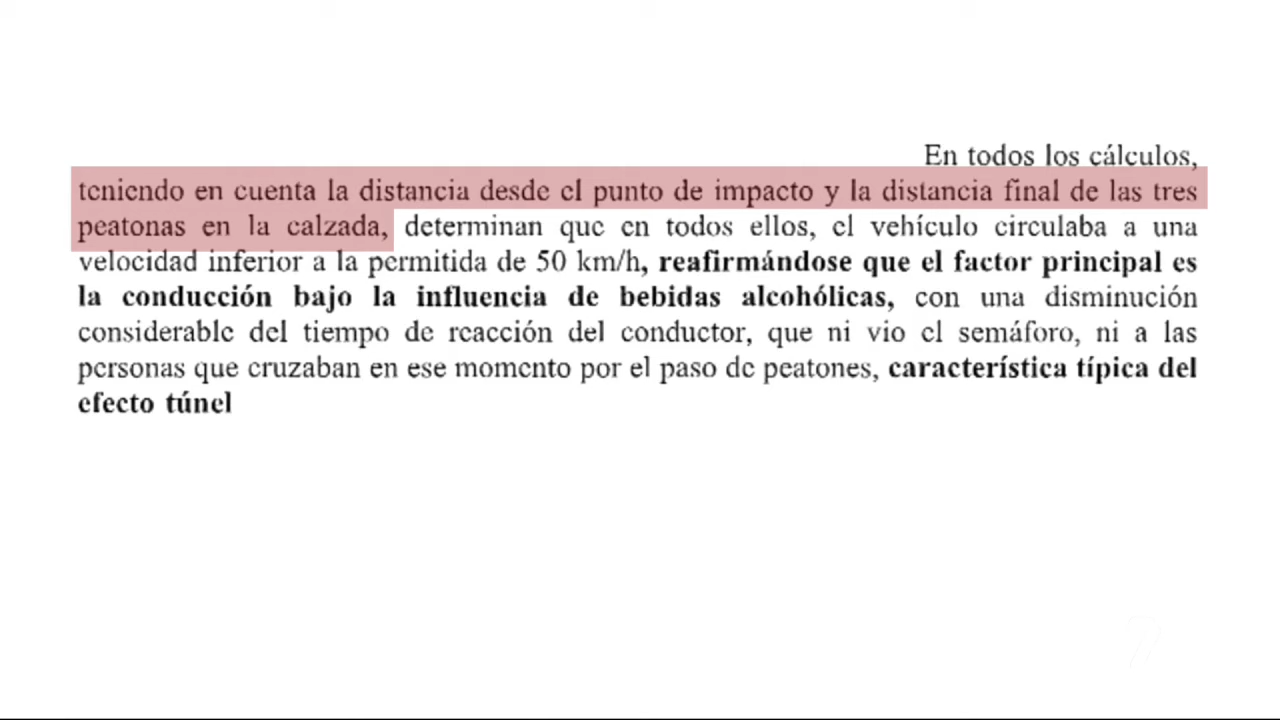 En todos los cálculos,
teniendo en cuenta la distancia desde el punto de impacto y la distancia final de las tres
peatonas en la calzada, determinan que en todos ellos, el vehículo circulaba a una
velocidad inferior a la permitida de 50 km/h, reafirmándose que el factor principal es
la conducción bajo la influencia de bebidas alcohólicas, con una disminución
considerable del tiempo de reacción del conductor, que ni vio el semáforo, ni a las
personas que cruzaban en ese momento por el paso de peatones, característica típica del
efecto túnel
7